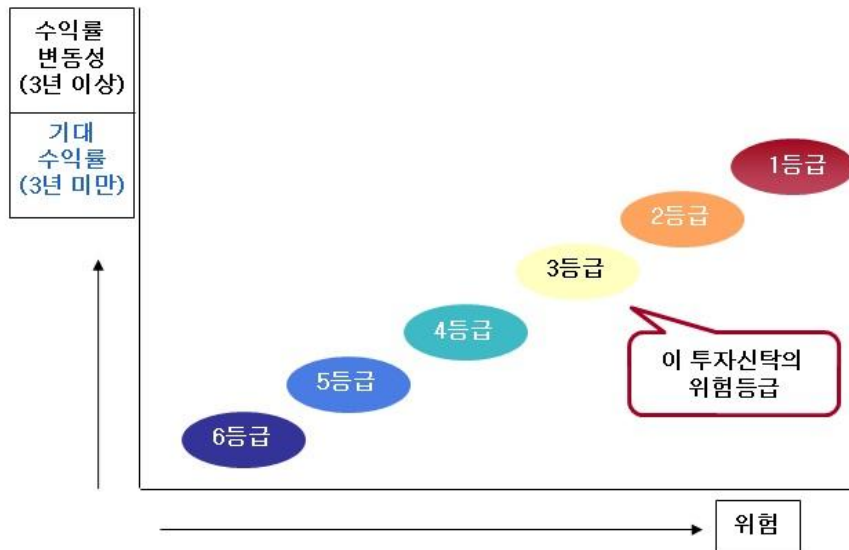 수익률
변동성
(3년 이상)
기대
수익률
(3년 미만)
1등급
2등급
3등급
4등급
이 투자신탁의
위험등급
5등급
6등급
위험